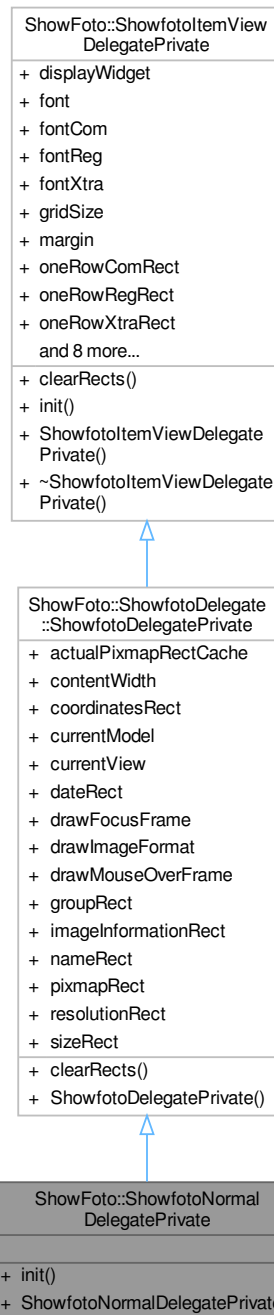 ShowFoto::ShowfotoItemView
DelegatePrivate
+ displayWidget
+ font
+ fontCom
+ fontReg
+ fontXtra
+ gridSize
+ margin
+ oneRowComRect
+ oneRowRegRect
+ oneRowXtraRect
and 8 more...
+ clearRects()
+ init()
+ ShowfotoItemViewDelegate
Private()
+ ~ShowfotoItemViewDelegate
Private()
ShowFoto::ShowfotoDelegate
::ShowfotoDelegatePrivate
+ actualPixmapRectCache
+ contentWidth
+ coordinatesRect
+ currentModel
+ currentView
+ dateRect
+ drawFocusFrame
+ drawImageFormat
+ drawMouseOverFrame
+ groupRect
+ imageInformationRect
+ nameRect
+ pixmapRect
+ resolutionRect
+ sizeRect
+ clearRects()
+ ShowfotoDelegatePrivate()
ShowFoto::ShowfotoNormal
DelegatePrivate
+ init()
+ ShowfotoNormalDelegatePrivate